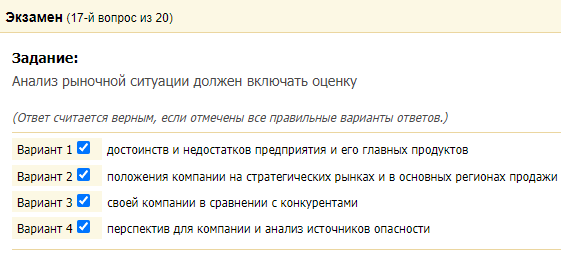 Экзамен (17-й вопрос из 20)
Задание:
Анализ рыночной ситуации должен включать оценку
(Ответ считается верным, если отмечены все правильные варианты ответов.)
Вариант 1 достоинств и недостатков предприятия и его главных продуктов
Вариант 2 положения компании на стратегических рынках и в основных регионах продажи
Вариант 3 своей компании в сравнении с конкурентами
Вариант 4 перспектив для компании и анализ источников опасности